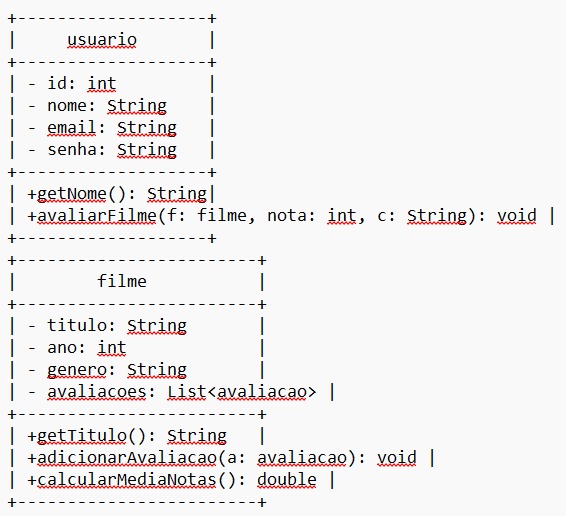 +-------------------+
|     usuario       |
+-------------------+
| - id: int         |
| - nome: String    |
| - email: String   |
| - senha: String   |
+-------------------+
| +getNome(): String|
| +avaliarFilme(f: filme, nota: int, c: String): void |
+-------------------+
+------------------------+
|        filme           |
+------------------------+
| - titulo: String       |
| - ano: int             |
| - genero: String       |
| - avaliacoes: List<avaliacao> |
+------------------------+
| +getTitulo(): String   |
| +adicionarAvaliacao(a: avaliacao): void |
| +calcularMediaNotas(): double |
+------------------------+